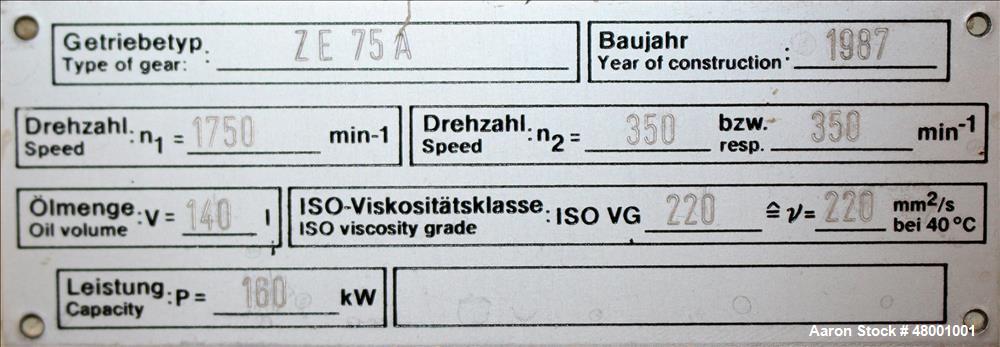 Getriebetyp. ZE 75A
Type of gear:
Baujahr
Year of construction: 1987
Drehzahl. n1 = 1750 min-1
Speed
Drehzahl: n2 = 350 bzw. 350 min-1
Speed resp.
Ölmenge: V= 140 l
Oil volume
ISO-Viskositätsklasse: ISO VG 220 ≙ ν= 220 mm2/s
ISO viscosity grade bei 40°C
Leistung: P= 160 kW
Capacity
Aaron Stock # 48001001